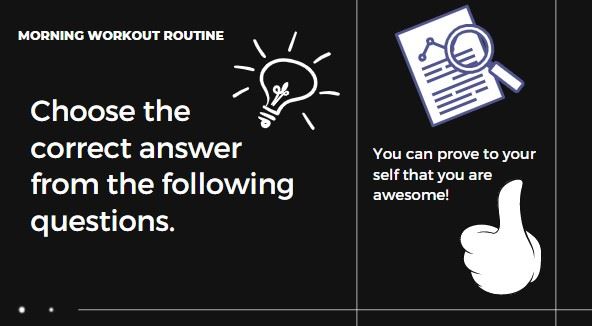 MORNING WORKOUT ROUTINE
Choose the
correct answer
from the following
questions.
You can prove to your
self that you are
awesome!